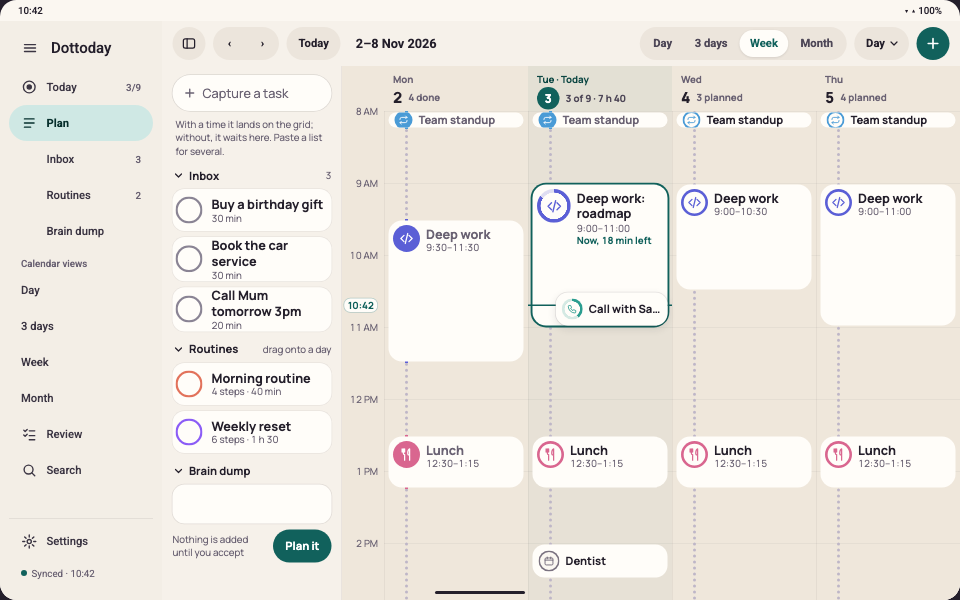 10:42
100%
Dottoday
Today 3/9
Plan
Inbox 3
Routines 2
Brain dump
Calendar views
Day
3 days
Week
Month
Review
Search
Settings
Synced · 10:42
Today
2–8 Nov 2026
Day
3 days
Week
Month
Day
Capture a task
With a time it lands on the grid;
without, it waits here. Paste a list
for several.
Inbox 3
Buy a birthday gift
30 min
Book the car
service
30 min
Call Mum
tomorrow 3pm
20 min
Routines drag onto a day
Morning routine
4 steps · 40 min
Weekly reset
6 steps · 1 h 30
Brain dump
Nothing is added
until you accept
Plan it
Mon
2 4 done
Tue · Today
3 3 of 9 · 7 h 40
Wed
4 3 planned
Thu
5 4 planned
8 AM
9 AM
10 AM
10:42
11 AM
12 PM
1 PM
2 PM
Team standup
Deep work
9:30–11:30
Lunch
12:30–1:15
Team standup
Deep work:
roadmap
9:00–11:00
Now, 18 min left
Call with Sa...
Lunch
12:30–1:15
Dentist
Team standup
Deep work
9:00–10:30
Lunch
12:30–1:15
Team standup
Deep work
9:00–11:00
Lunch
12:30–1:15